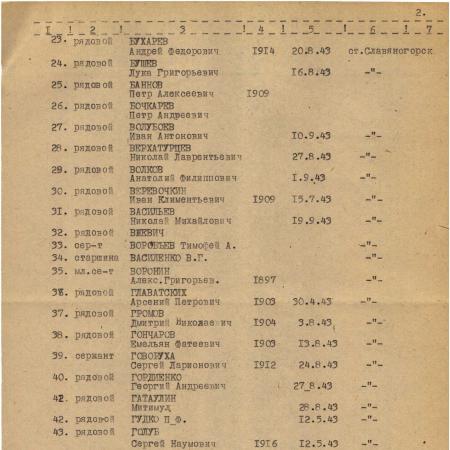 2.
1 ! 2 ! 3 ! 4 ! 5 ! 6 ! 7
23. рядовой БУХАРЕВ
Андрей Федорович 1914 20.8.43 ст.Славяногорск
24. рядовой БУШЕВ
Лука Григорьевич 16.8.43 -"-
25. рядовой БАННОВ
Петр Алексеевич 1909
26. рядовой БОЧКАРЕВ
Петр Андреевич
27. рядовой ВОЛУБОЕВ
Иван Антонович 10.9.43 -"-
28. рядовой ВЕРХАТУРЦЕВ
Николай Лаврентьевич 27.8.43 -"-
29. рядовой ВОЛКОВ
Анатолий Филиппович 1.9.43 -"-
30. рядовой ВЕРЕВОЧКИН
Иван Климентьевич 1909 15.7.43 -"-
31. рядовой ВАСИЛЬЕВ
Николай Михайлович 19.9.43 -"-
32. рядовой -"-
33. сер-т ВОРОБЬЕВ Тимофей А. -"-
34. старшина ВАСИЛЕНКО В.Г. -"-
35. мл.се-т ВОРОНИН
Алекс.Григорьев. 1897 -"-
36. рядовой ГЛАВАТСКИХ
Арсений Петрович 1903 30.4.43 -"-
37. рядовой ГРОМОВ
Дмитрий Николаевич 1904 3.8.43 -"-
38. рядовой ГОНЧАРОВ
Емельян Фатеевич 1903 13.8.43 -"-
39. сержант ГОВОРУХА
Сергей Ларионович 1912 24.8.43 -"-
40. рядовой ГОРДИЕНКО
Георгий Андреевич 27.8.43 -"-
42. рядовой ГАТАУЛИН
Митимул 28.8.43 -"-
42. рядовой ГУДКО П_Ф. 12.5.43 -"-
43. рядовой ГОЛУБ
Сергей Наумович 1916 12.5.43 -"-